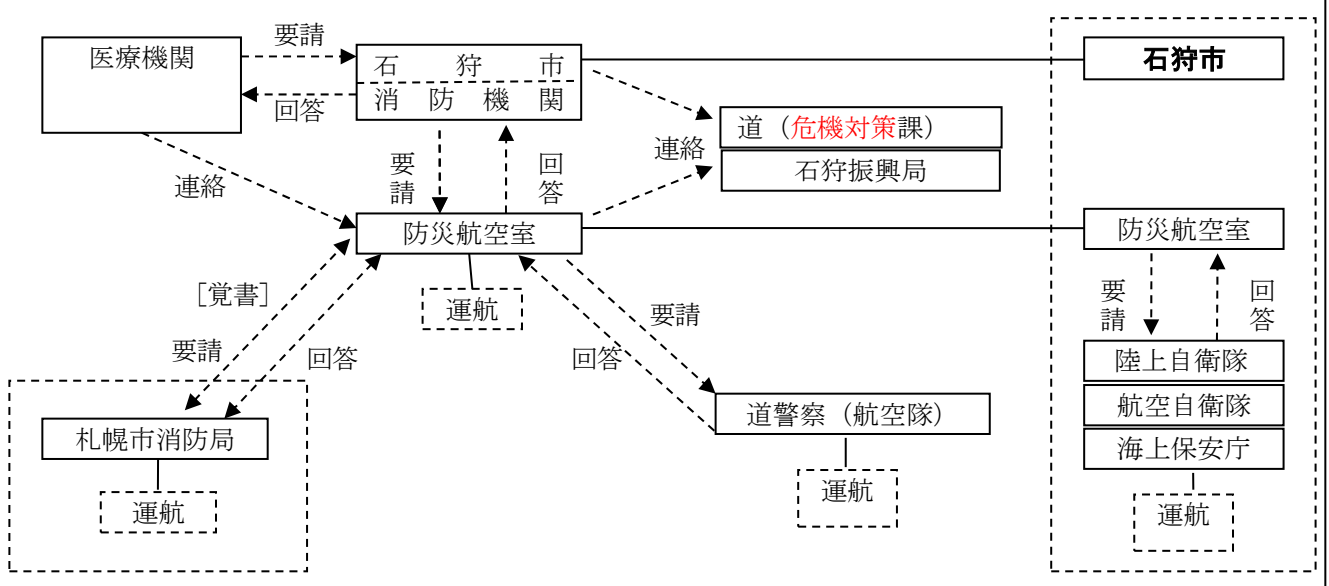 医療機関
要請
回答
石狩市
消防機関
石狩市
道（危機対策課）
石狩振興局
連絡
要請
回答
連絡
防災航空室
防災航空室
運航
［覚書］
要請
回答
要請
回答
要請
回答
札幌市消防局
運航
道警察（航空隊）
運航
陸上自衛隊
航空自衛隊
海上保安庁
運航